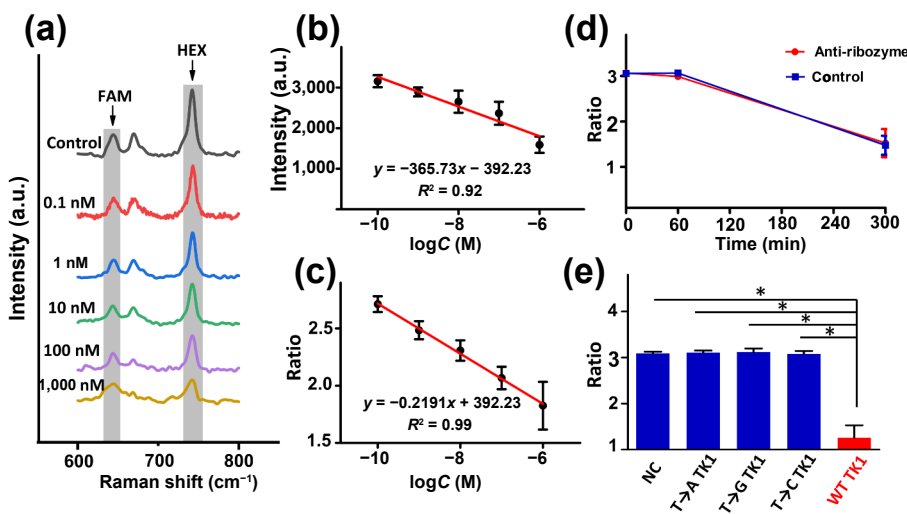 (a)
HEX
FAM
Control
0.1 nM
1 nM
10 nM
100 nM
1,000 nM
Intensity (a.u.)
600 700 800
Raman shift (cm⁻¹)
(b)
Intensity (a.u.)
3,000
2,000
1,000
y = −365.73x − 392.23
R² = 0.92
−10 −9 −8 −7 −6
logC (M)
(c)
Ratio
2.5
2.0
1.5
y = −0.2191x + 392.23
R² = 0.99
−10 −9 −8 −7 −6
logC (M)
(d)
Anti-ribozyme
Control
Ratio
3
2
1
0 60 120 180 240 300
Time (min)
(e)
Ratio
4
3
2
1
*
*
*
*
NC
T→A TK1
T→G TK1
T→C TK1
WT TK1